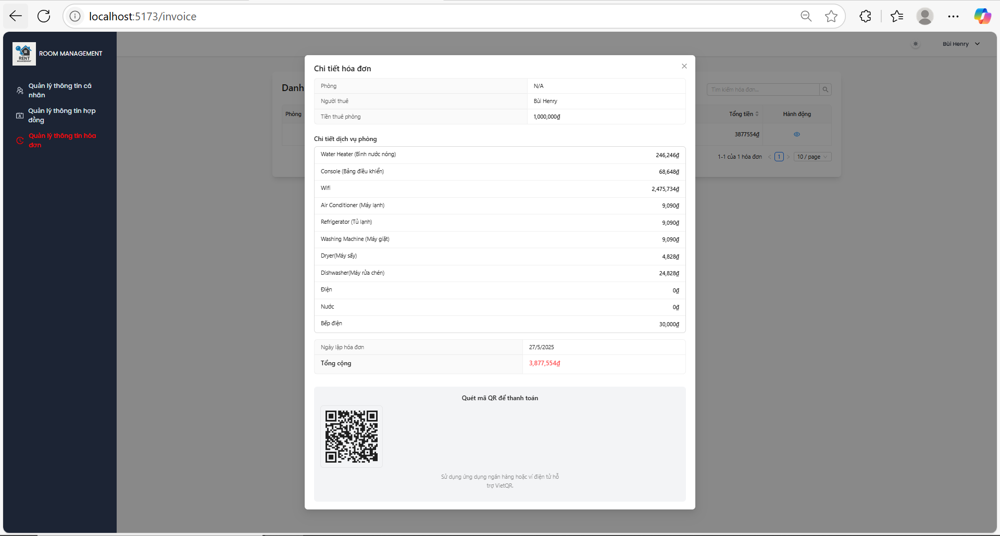 localhost:5173/invoice
RENT
MANAGEMENT
ROOM MANAGEMENT
Bùi Henry
Quản lý thông tin cá
nhân
Quản lý thông tin hợp
đồng
Quản lý thông tin hóa
đơn
Danh
Tìm kiếm hóa đơn...
Phòng
Tổng tiền
Hành động
3877554₫
1-1 của 1 hóa đơn
1
10 / page
Chi tiết hóa đơn
Phòng
N/A
Người thuê
Bùi Henry
Tiền thuê phòng
1,000,000₫
Chi tiết dịch vụ phòng
Water Heater (Bình nước nóng)
246,246₫
Console (Bảng điều khiển)
68,648₫
Wifi
2,475,734₫
Air Conditioner (Máy lạnh)
9,090₫
Refrigerator (Tủ lạnh)
9,090₫
Washing Machine (Máy giặt)
9,090₫
Dryer(Máy sấy)
4,828₫
Dishwasher(Máy rửa chén)
24,828₫
Điện
0₫
Nước
0₫
Bếp điện
30,000₫
Ngày lập hóa đơn
27/5/2025
Tổng cộng
3,877,554₫
Quét mã QR để thanh toán
Sử dụng ứng dụng ngân hàng hoặc ví điện tử hỗ
trợ VietQR.